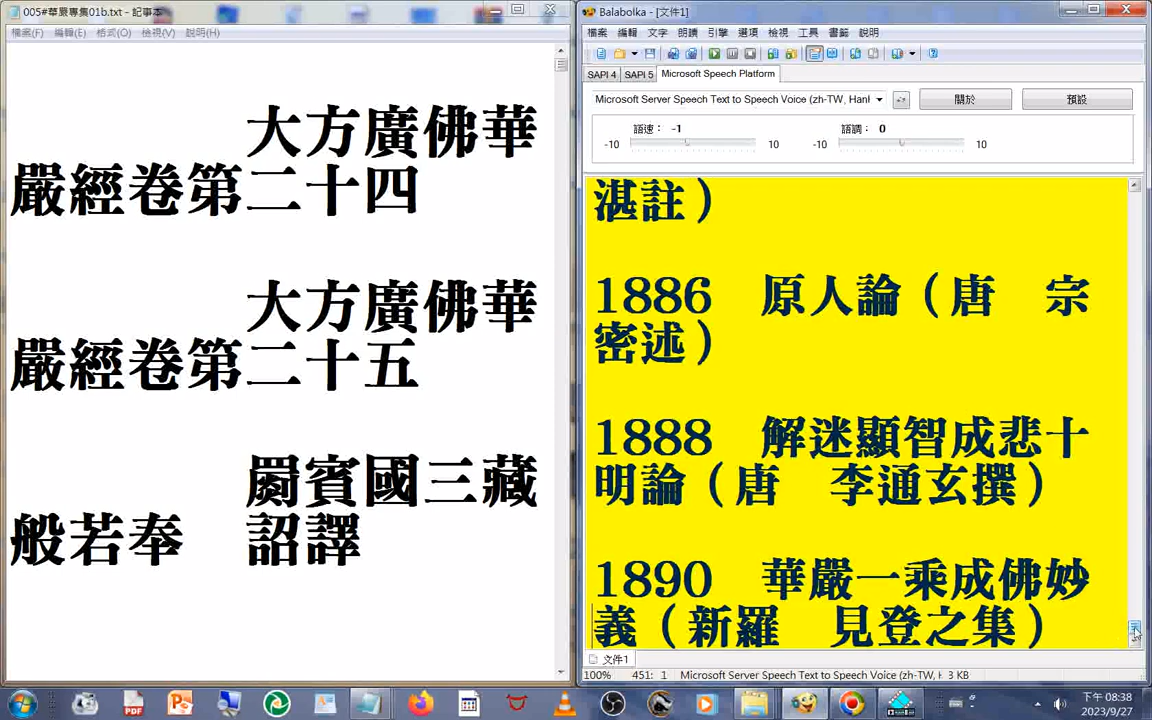 005#華嚴專集01b.txt - 記事本
檔案(F) 編輯(E) 格式(O) 檢視(V) 說明(H)
大方廣佛華
嚴經卷第二十四
大方廣佛華
嚴經卷第二十五
罽賓國三藏
般若奉 詔譯
Balabolka - [文件1]
檔案 編輯 文字 朗讀 引擎 選項 檢視 工具 書籤 說明
SAPI 4 SAPI 5 Microsoft Speech Platform
Microsoft Server Speech Text to Speech Voice (zh-TW, Hanl
關於 預設
語速： -1 語調： 0
-10 10 -10 10
湛註）
1886 原人論（唐 宗
密述）
1888 解迷顯智成悲十
明論（唐 李通玄撰）
1890 華嚴一乘成佛妙
義（新羅 見登之集）
文件1
100% 451: 1 Microsoft Server Speech Text to Speech Voice (zh-TW, H 3 KB
下午 08:38
2023/9/27